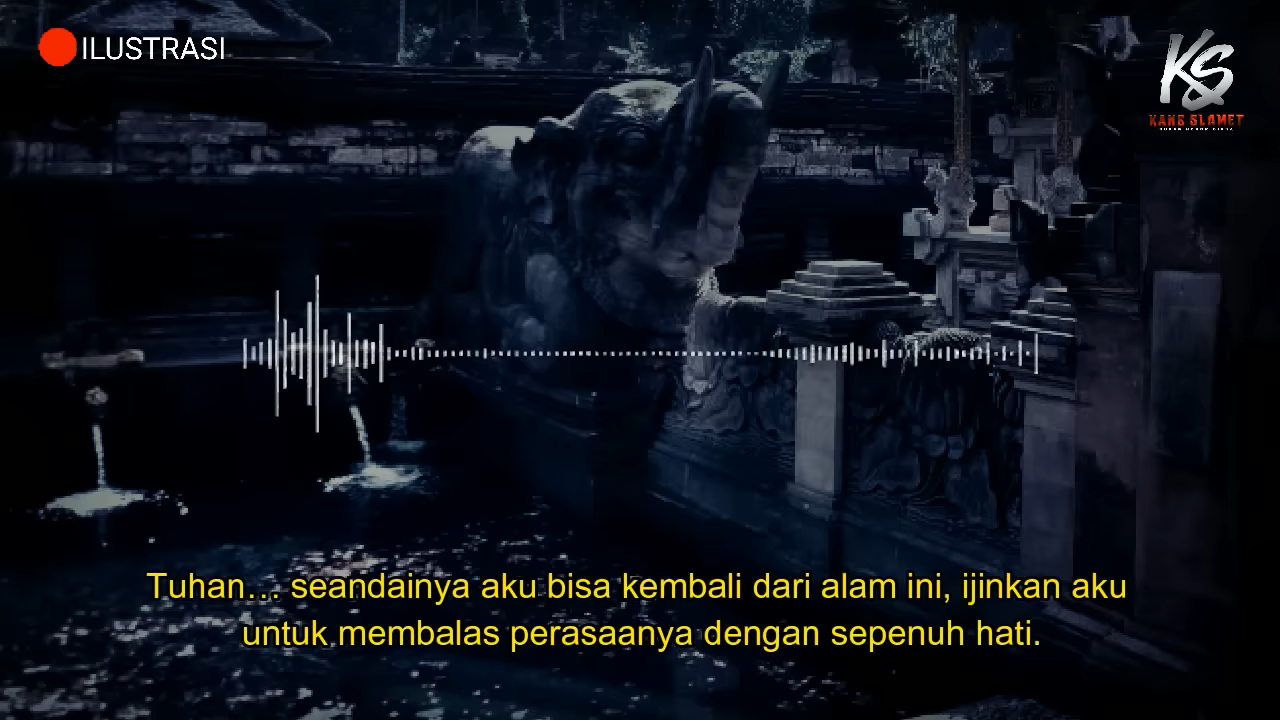 ILUSTRASI
KS
KANG SLAMET
Tuhan... seandainya aku bisa kembali dari alam ini, ijinkan aku
untuk membalas perasaanya dengan sepenuh hati.